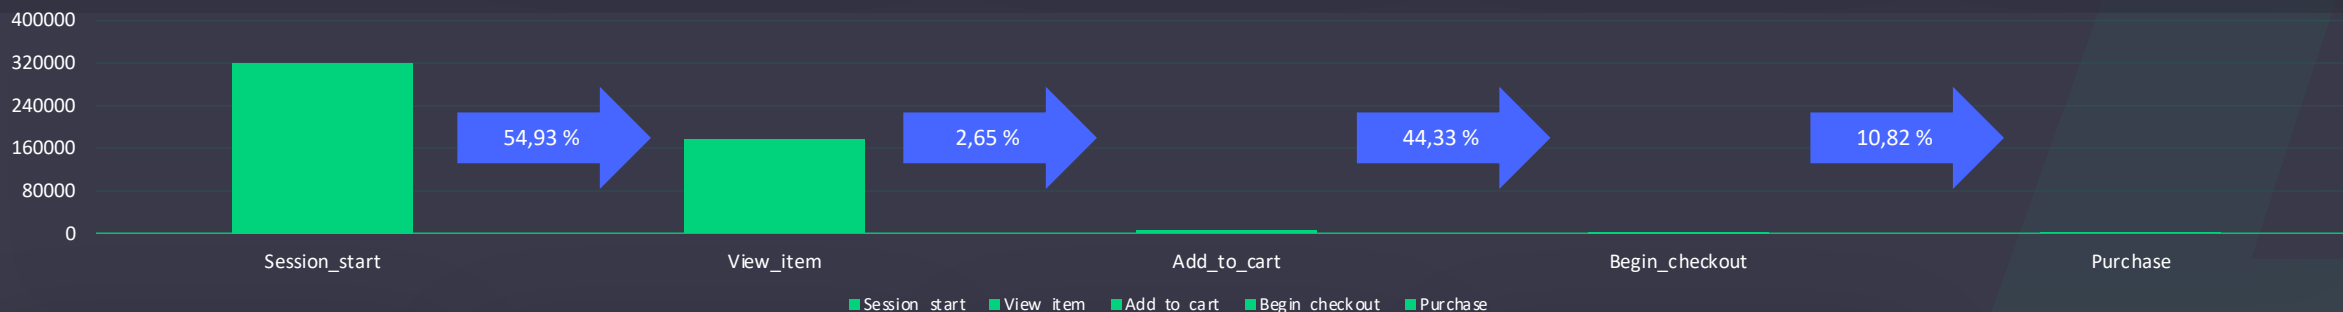 400000
320000
240000
160000
80000
0
54,93 %
2,65 %
44,33 %
10,82 %
Session_start
View_item
Add_to_cart
Begin_checkout
Purchase
Session_start View_item Add_to_cart Begin_checkout Purchase